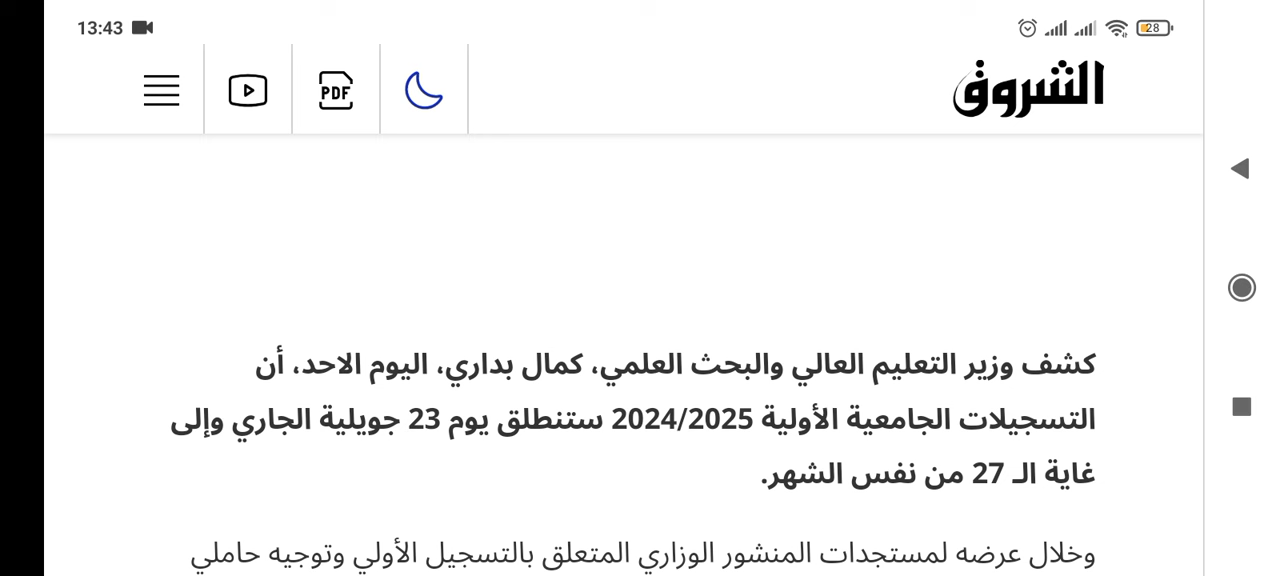 13:43
28
PDF
الشروق
كشف وزير التعليم العالي والبحث العلمي، كمال بداري، اليوم الاحد، أن
التسجيلات الجامعية الأولية 2024/2025 ستنطلق يوم 23 جويلية الجاري وإلى
غاية الـ 27 من نفس الشهر.
وخلال عرضه لمستجدات المنشور الوزاري المتعلق بالتسجيل الأولي وتوجيه حاملي